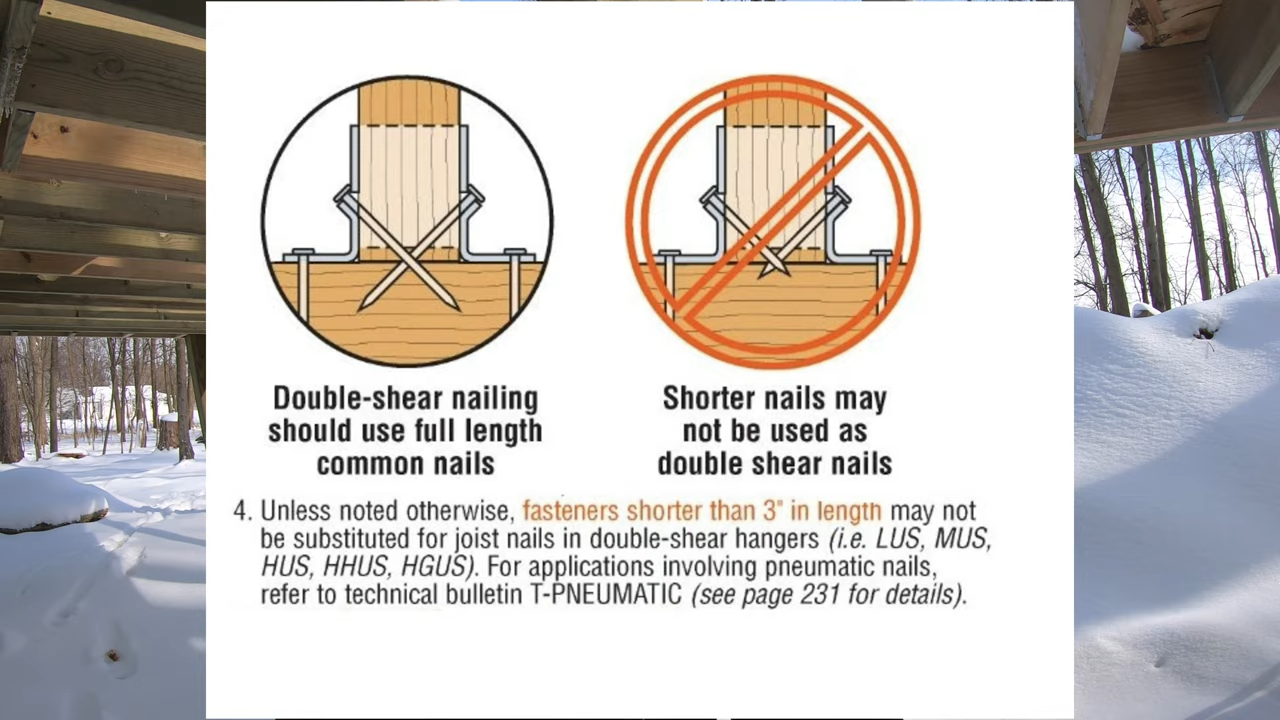 Double-shear nailing
should use full length
common nails
Shorter nails may
not be used as
double shear nails
4. Unless noted otherwise, fasteners shorter than 3" in length may not
be substituted for joist nails in double-shear hangers (i.e. LUS, MUS,
HUS, HHUS, HGUS). For applications involving pneumatic nails,
refer to technical bulletin T-PNEUMATIC (see page 231 for details).